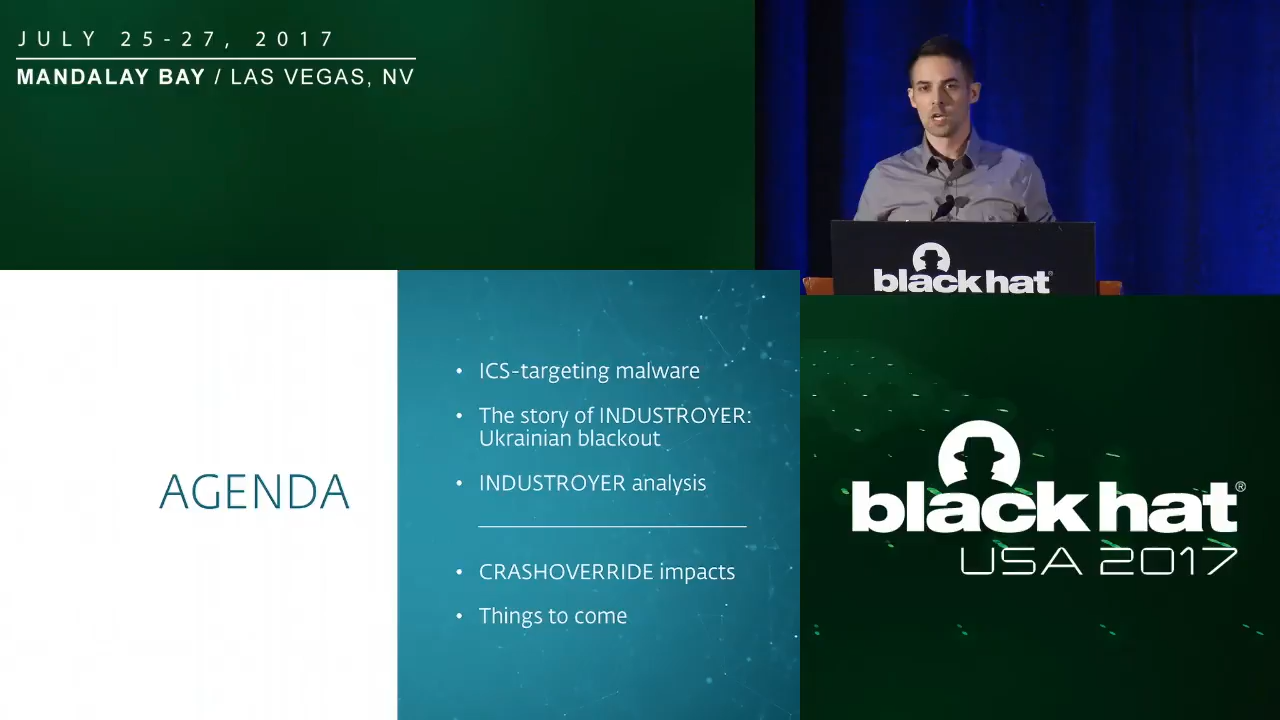 JULY 25-27, 2017
MANDALAY BAY / LAS VEGAS, NV
black hat®
AGENDA
• ICS-targeting malware
• The story of INDUSTROYER:
Ukrainian blackout
• INDUSTROYER analysis
• CRASHOVERRIDE impacts
• Things to come
black hat®
USA 2017